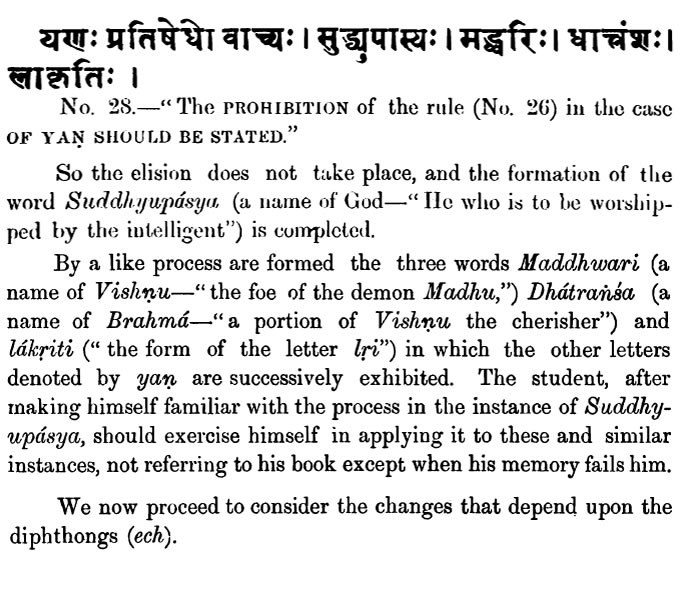 यणः प्रतिषेधो वाच्यः। सुद्ध्युपास्यः। मद्ध्वरिः। धात्रंशः।
लाकृतिः ।
No. 28.—“ The PROHIBITION of the rule (No. 26) in the case
OF YAṆ SHOULD BE STATED.”
So the elision does not take place, and the formation of the
word Suddhyupásya (a name of God—“ He who is to be worship-
ped by the intelligent”) is completed.
By a like process are formed the three words Maddhwari (a
name of Vishṇu—“ the foe of the demon Madhu,”) Dhátraṅśa (a
name of Brahmá—“ a portion of Vishṇu the cherisher”) and
lákṛiti (“ the form of the letter lṛi”) in which the other letters
denoted by yaṇ are successively exhibited. The student, after
making himself familiar with the process in the instance of Suddhy-
upásya, should exercise himself in applying it to these and similar
instances, not referring to his book except when his memory fails him.
We now proceed to consider the changes that depend upon the
diphthongs (ech).